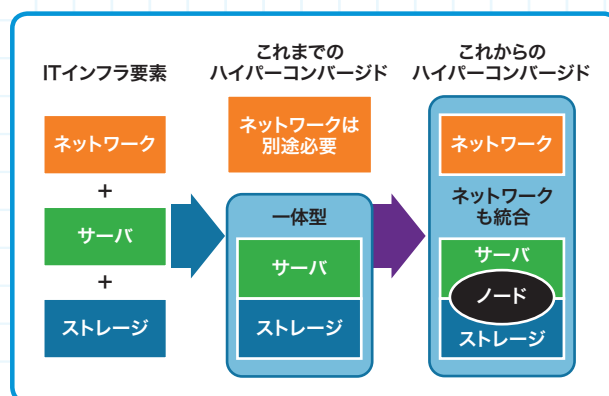 ITインフラ要素
ネットワーク
+
サーバ
+
ストレージ
これまでの
ハイパーコンバージド
ネットワークは
別途必要
一体型
サーバ
ストレージ
これからの
ハイパーコンバージド
ネットワーク
ネットワーク
も統合
サーバ
ノード
ストレージ